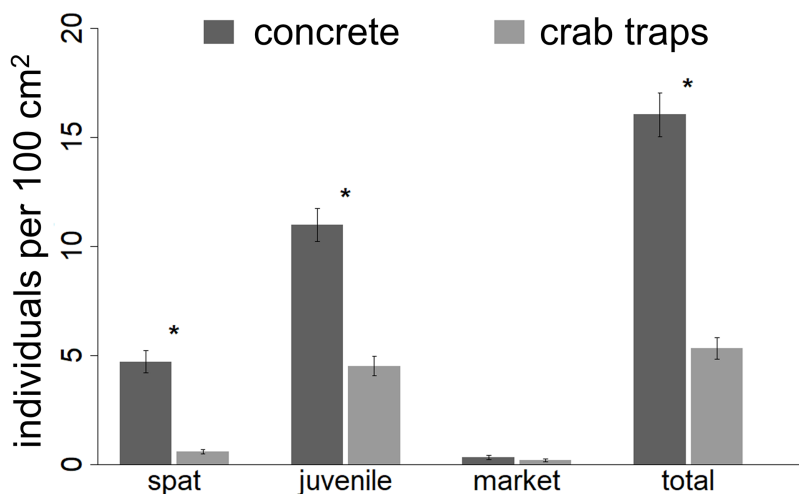 concrete
crab traps
individuals per 100 cm²
20
15
10
5
0
*
*
*
spat
juvenile
market
total